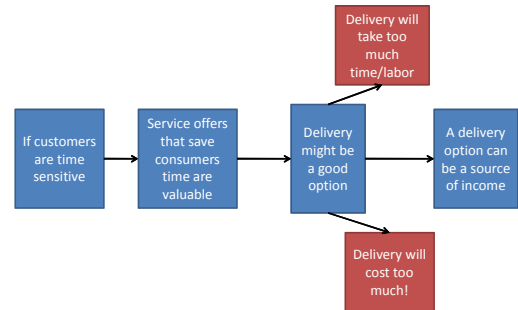 Delivery will
take too
much
time/labor
If customers
are time
sensitive
Service offers
that save
consumers
time are
valuable
Delivery
might be
a good
option
A delivery
option can
be a source
of income
Delivery will
cost too
much!